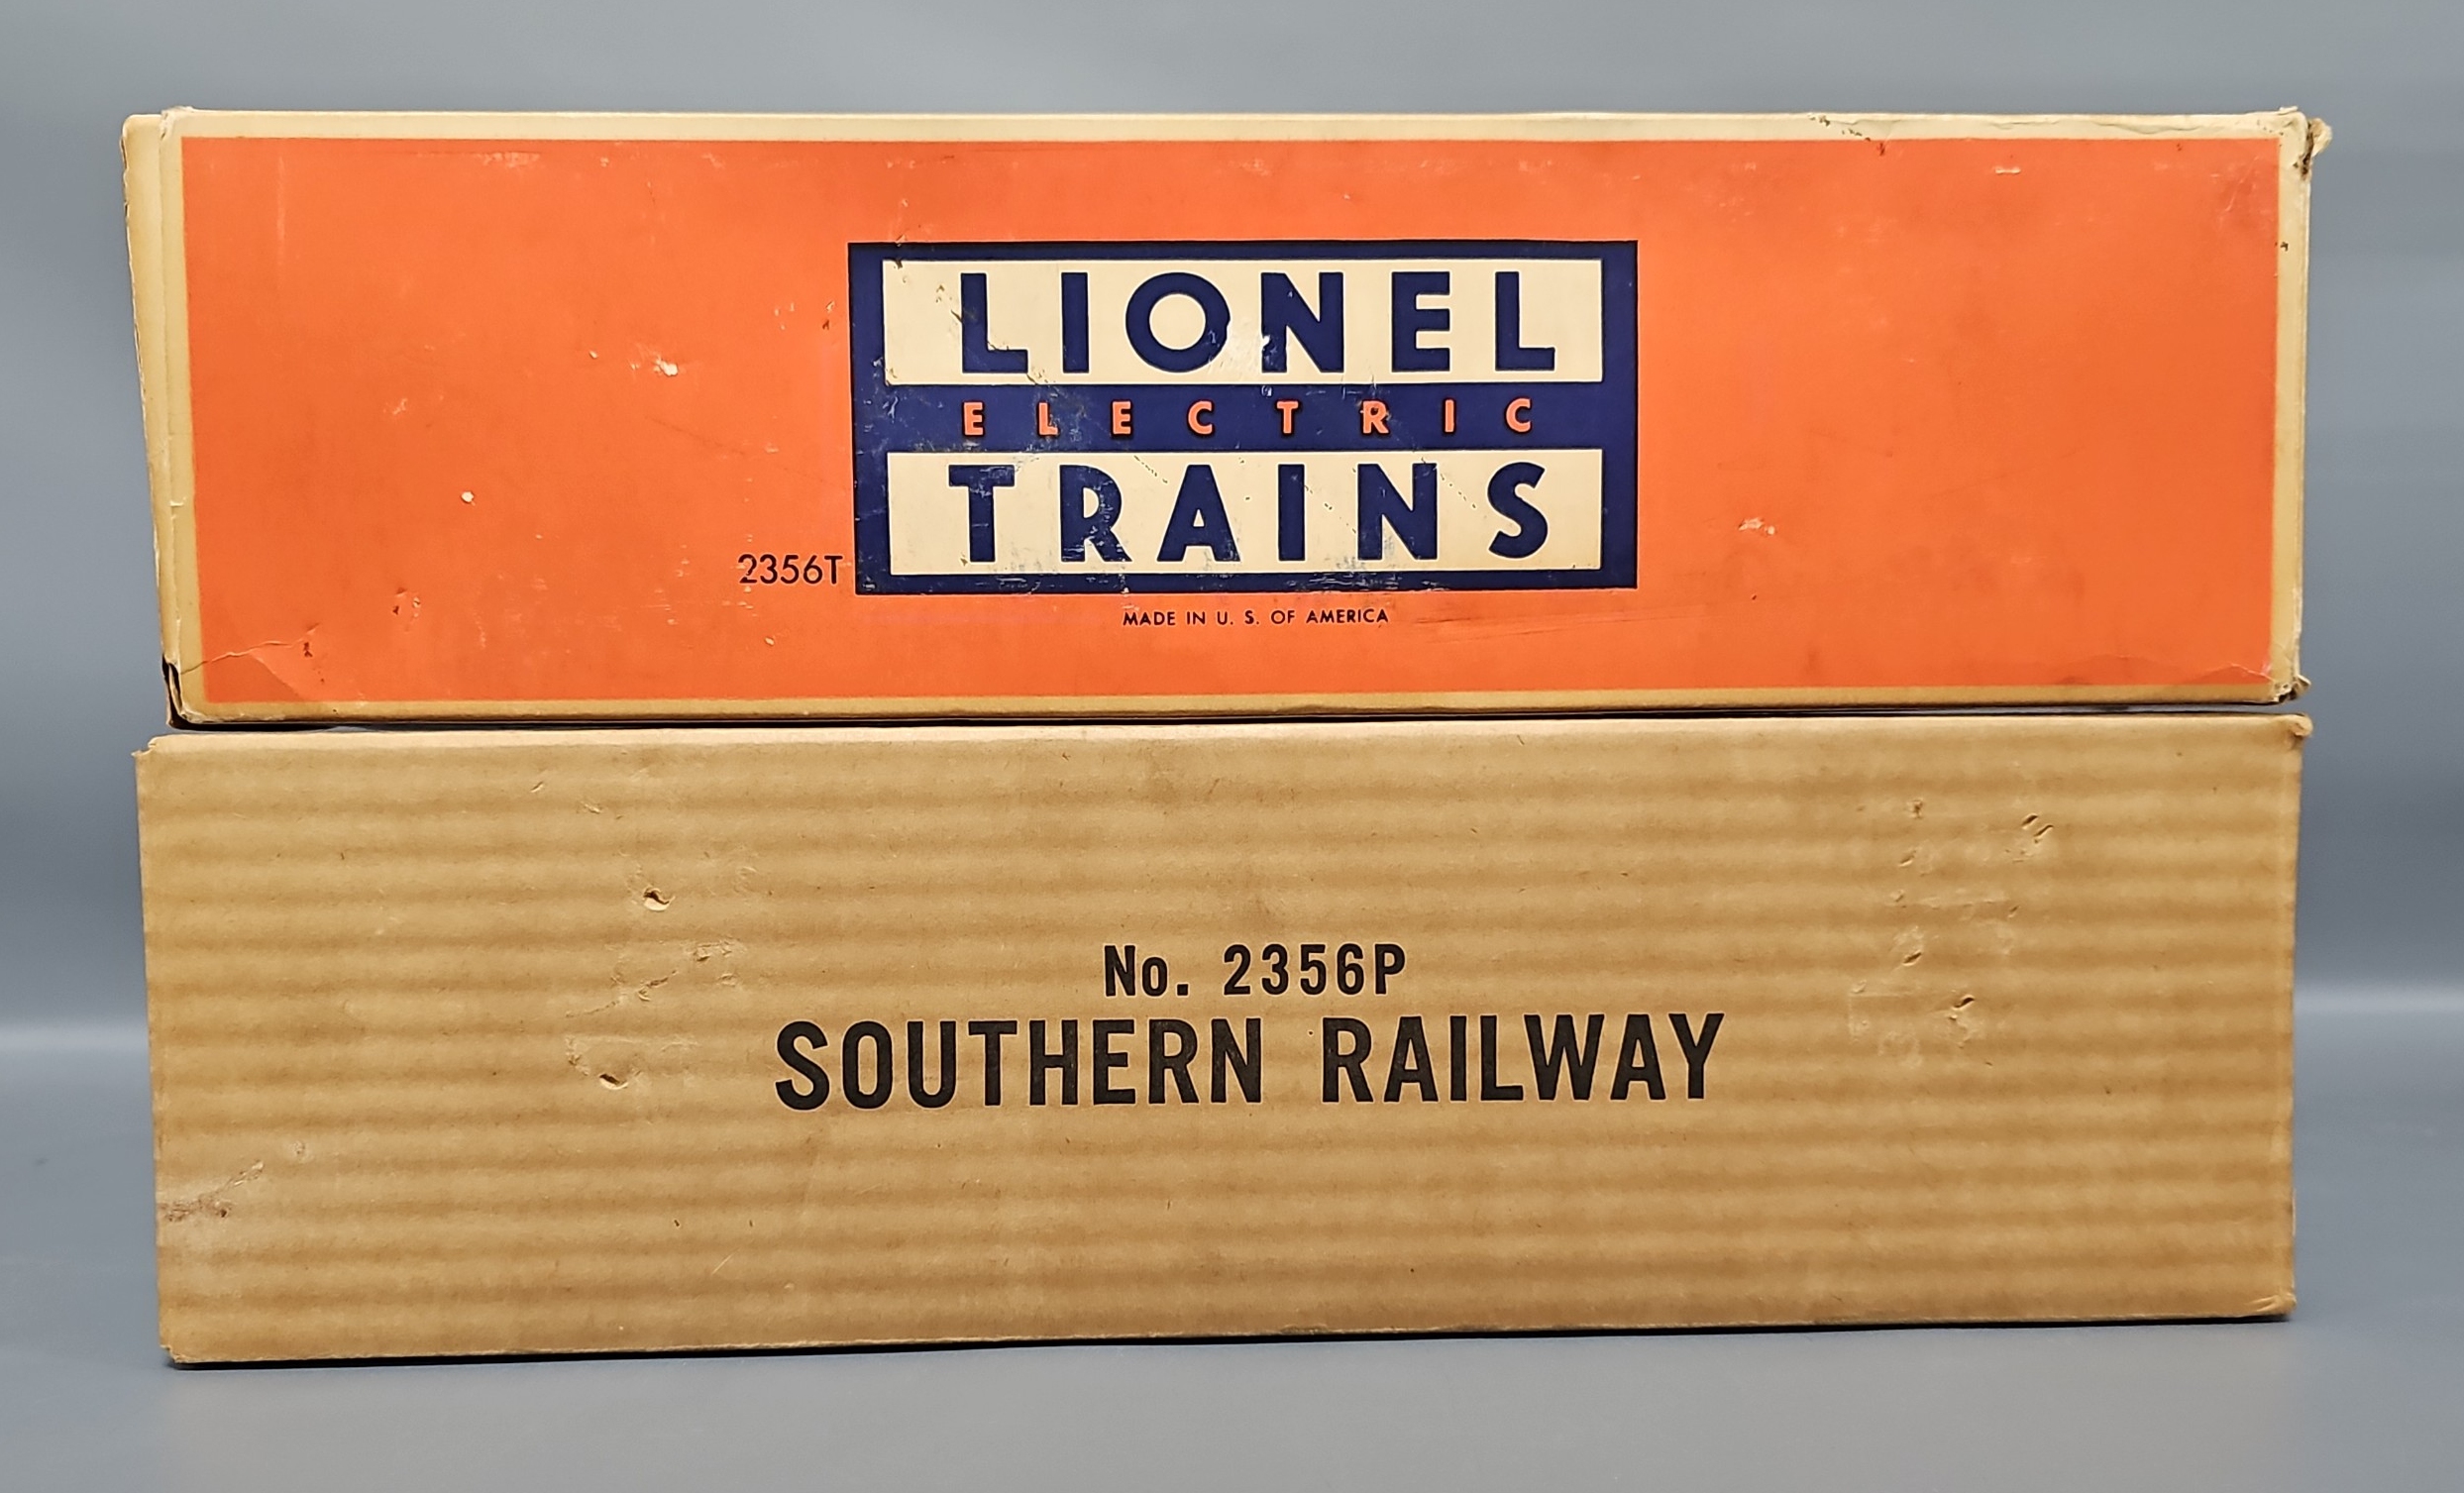 LIONEL
ELECTRIC
TRAINS
2356T
MADE IN U. S. OF AMERICA
No. 2356P
SOUTHERN RAILWAY